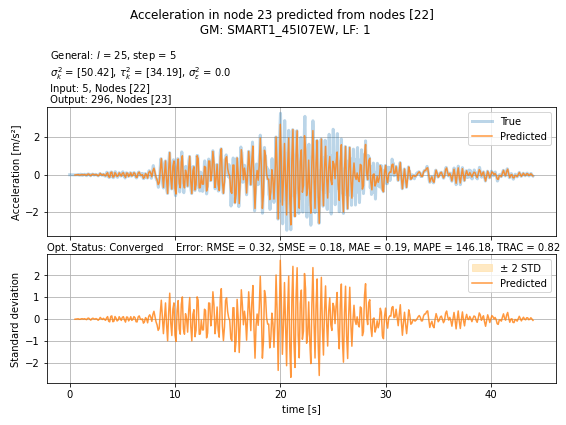 Acceleration in node 23 predicted from nodes [22]
GM: SMART1_45I07EW, LF: 1
General: l = 25, step = 5
σ²ₖ = [50.42], τ²ₖ = [34.19], σ²ε = 0.0
Input: 5, Nodes [22]
Output: 296, Nodes [23]
True
Predicted
Acceleration [m/s²]
2
0
−2
Opt. Status: Converged Error: RMSE = 0.32, SMSE = 0.18, MAE = 0.19, MAPE = 146.18, TRAC = 0.82
± 2 STD
Predicted
Standard deviation
2
1
0
−1
−2
0 10 20 30 40
time [s]